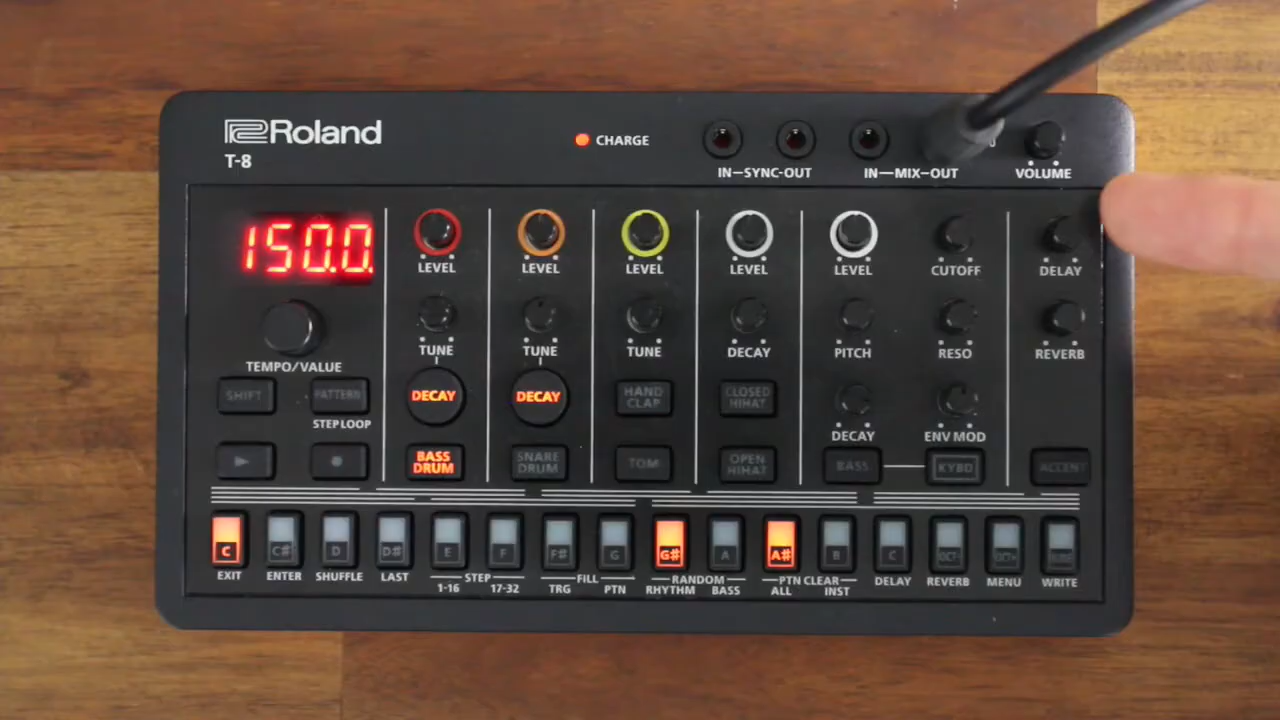 Roland
T-8
CHARGE
IN-SYNC-OUT
IN-MIX-OUT
VOLUME
150.0.
TEMPO/VALUE
LEVEL
LEVEL
LEVEL
LEVEL
LEVEL
CUTOFF
DELAY
TUNE
TUNE
TUNE
DECAY
PITCH
RESO
REVERB
SHIFT
PATTERN
STEP LOOP
DECAY
DECAY
HAND CLAP
CLOSED HIHAT
DECAY
ENV MOD
BASS DRUM
SNARE DRUM
TOM
OPEN HIHAT
BASS
KYBD
ACCENT
C
C#
D
D#
E
F
F#
G
G#
A
A#
B
C
OCT-
OCT+
EXIT
ENTER
SHUFFLE
LAST
STEP
1-16
17-32
FILL
TRG
PTN
RANDOM
RHYTHM
BASS
PTN CLEAR
ALL
INST
DELAY
REVERB
MENU
WRITE